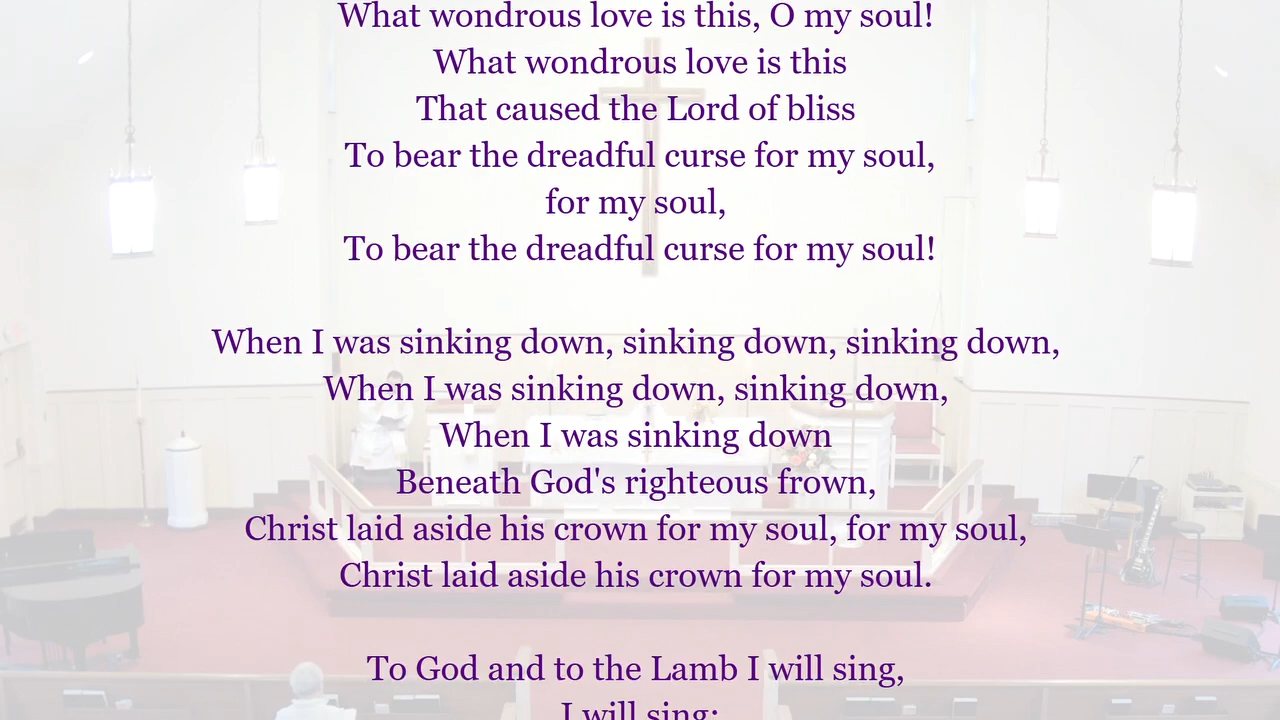 What wondrous love is this, O my soul!
What wondrous love is this
That caused the Lord of bliss
To bear the dreadful curse for my soul,
for my soul,
To bear the dreadful curse for my soul!
When I was sinking down, sinking down, sinking down,
When I was sinking down, sinking down,
When I was sinking down
Beneath God's righteous frown,
Christ laid aside his crown for my soul, for my soul,
Christ laid aside his crown for my soul.
To God and to the Lamb I will sing,
I will sing;